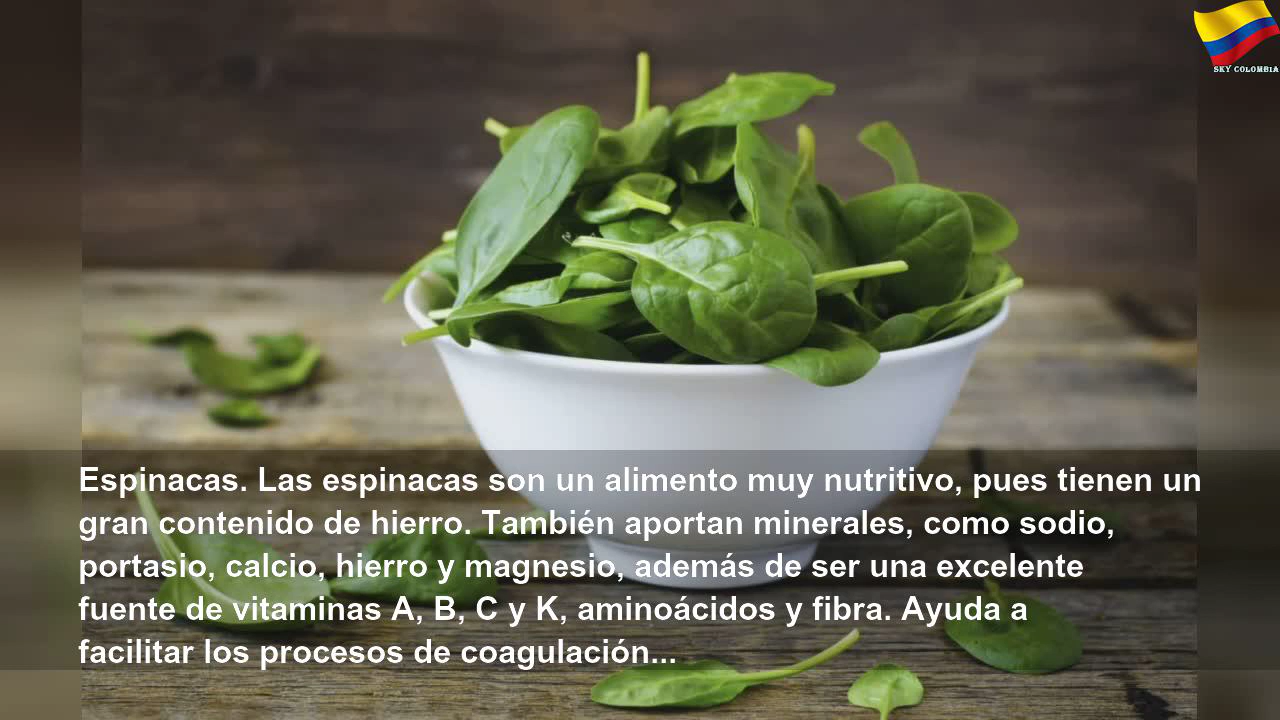 SKY COLOMBIA
Espinacas. Las espinacas son un alimento muy nutritivo, pues tienen un
gran contenido de hierro. También aportan minerales, como sodio,
portasio, calcio, hierro y magnesio, además de ser una excelente
fuente de vitaminas A, B, C y K, aminoácidos y fibra. Ayuda a
facilitar los procesos de coagulación...